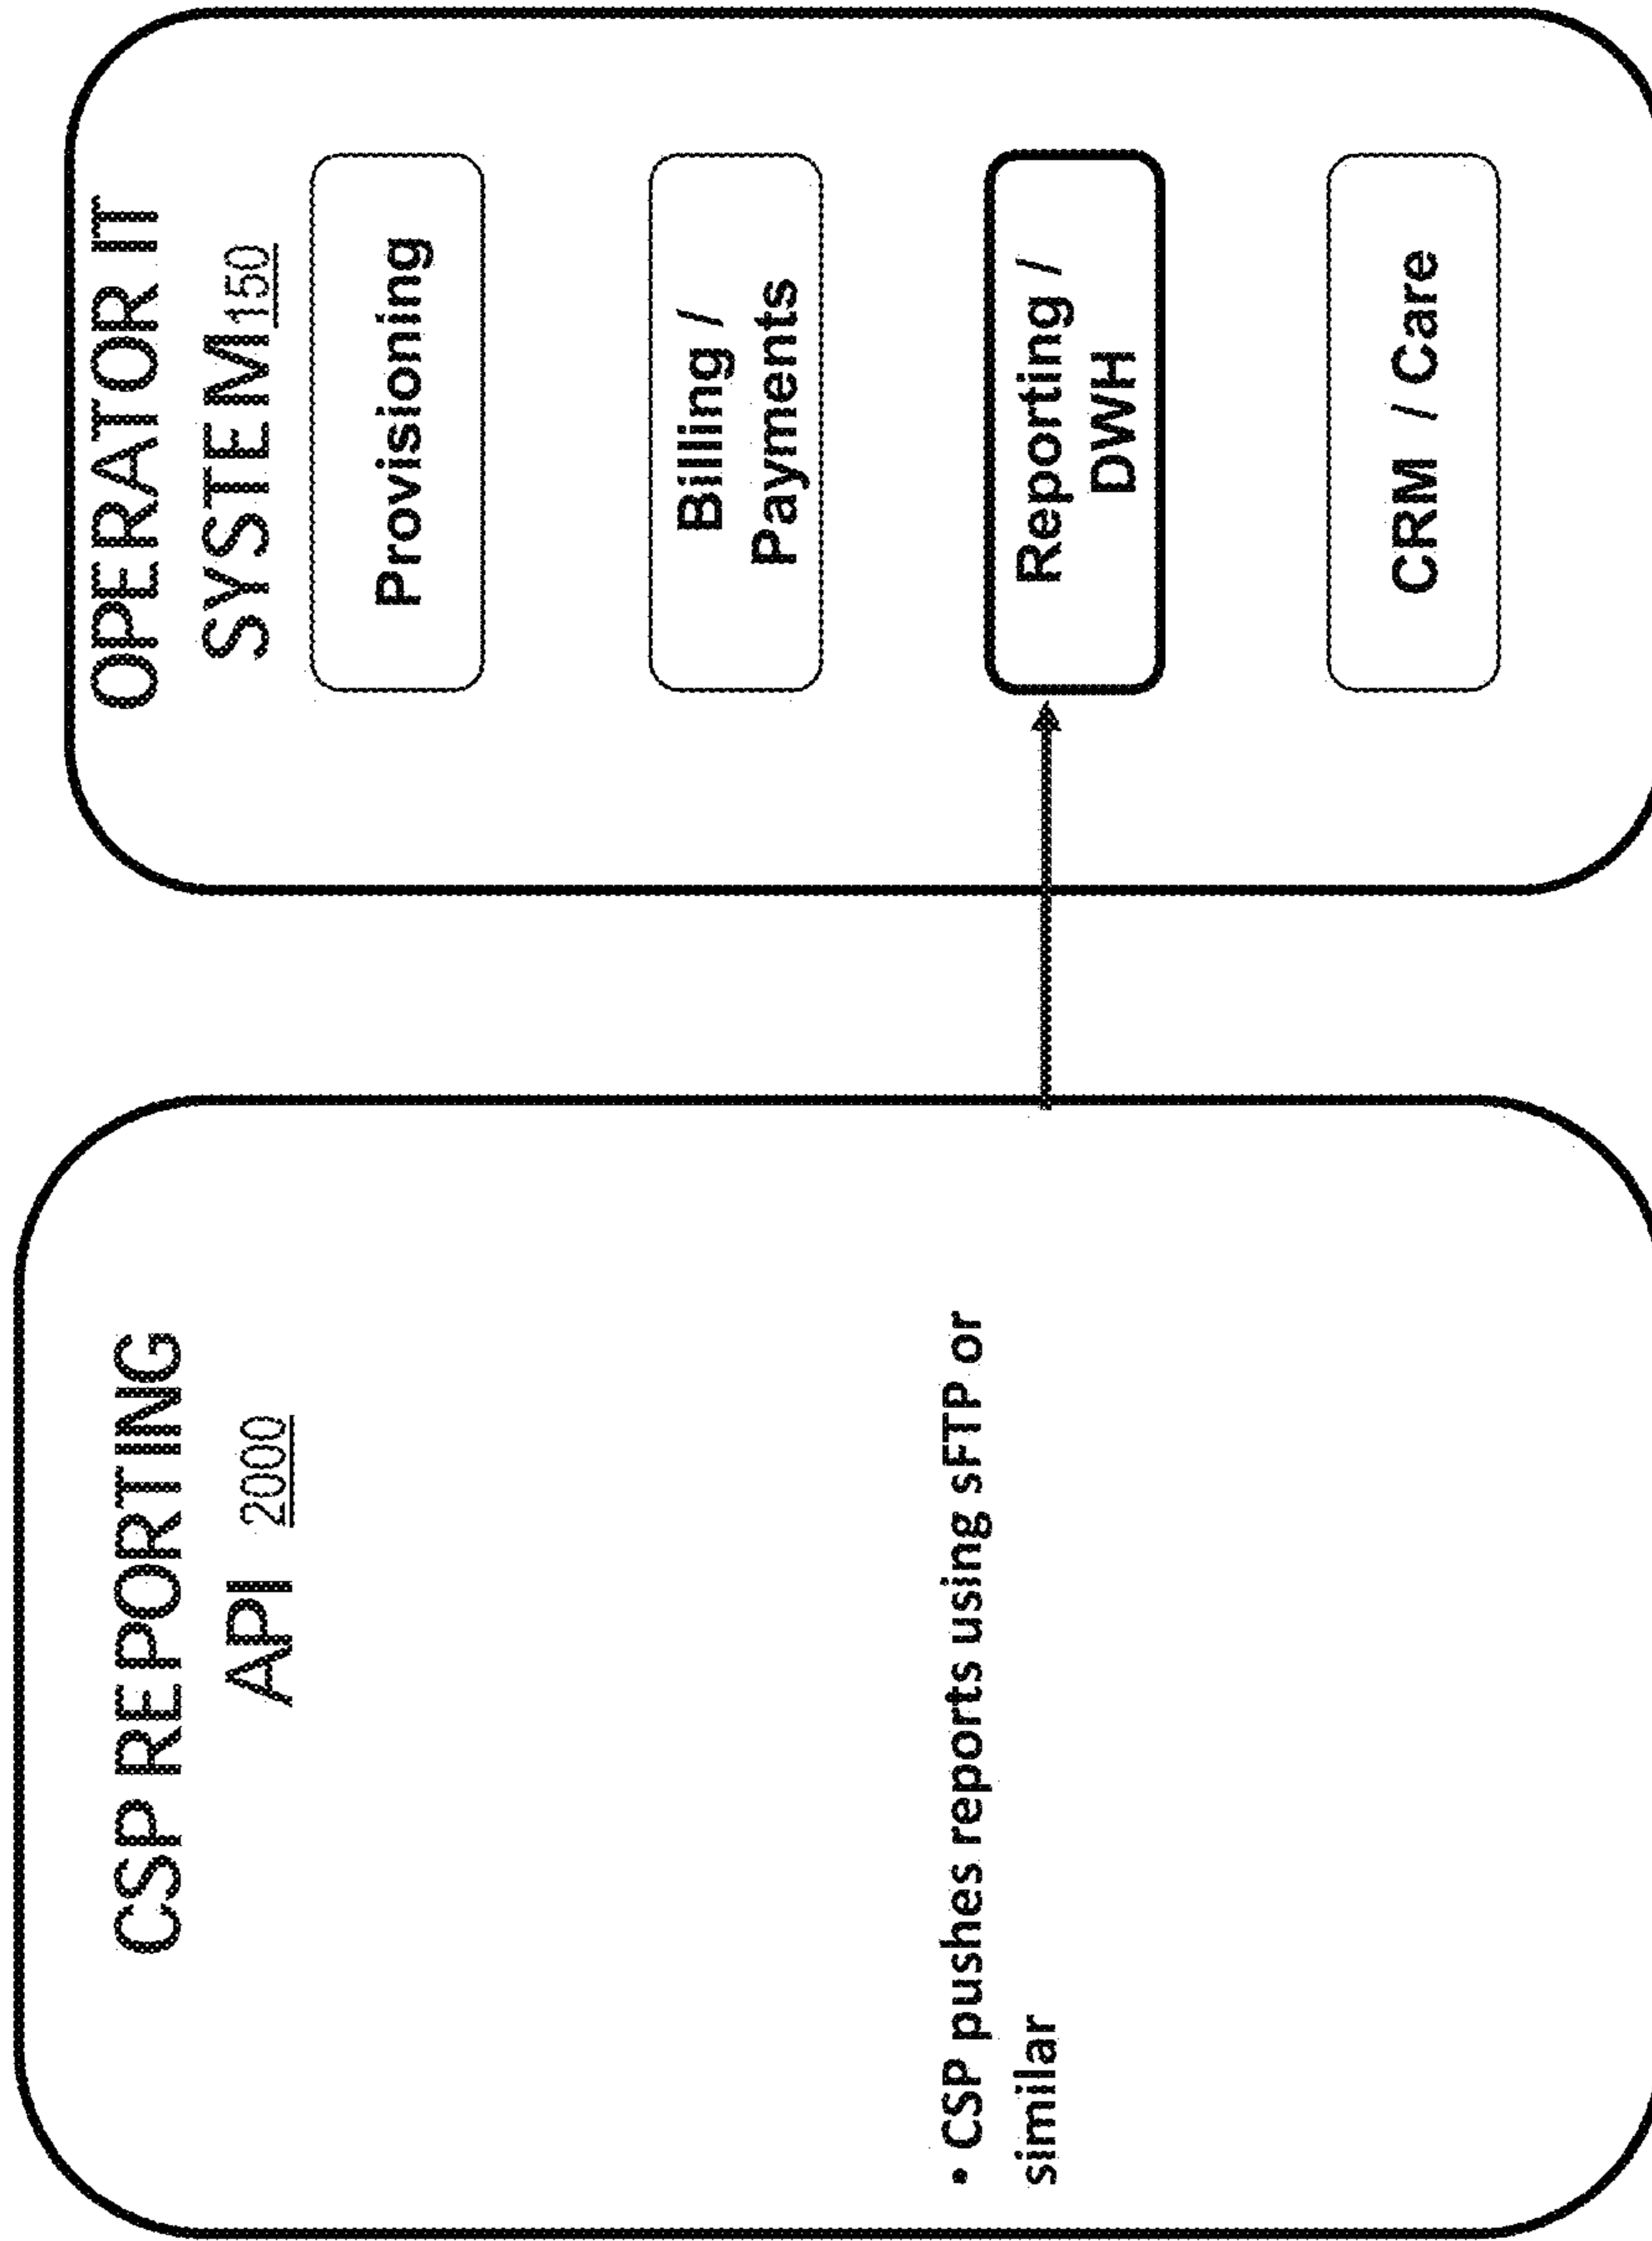 CSP REPORTING
API 2000
• CSP pushes reports using sFTP or
similar
OPERATOR IT
SYSTEM 150
Provisioning
Billing /
Payments
Reporting /
DWH
CRM / Care